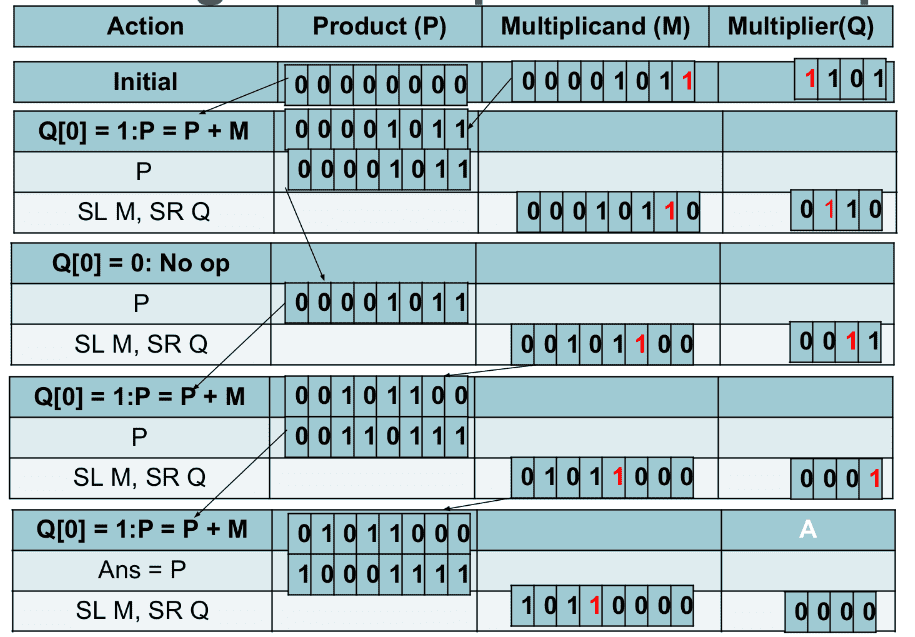 Action Product (P) Multiplicand (M) Multiplier(Q)
Initial 0 0 0 0 0 0 0 0 0 0 0 0 1 0 1 1 1 1 0 1
Q[0] = 1:P = P + M 0 0 0 0 1 0 1 1
P 0 0 0 0 1 0 1 1
SL M, SR Q 0 0 0 1 0 1 1 0 0 1 1 0
Q[0] = 0: No op
P 0 0 0 0 1 0 1 1
SL M, SR Q 0 0 1 0 1 1 0 0 0 0 1 1
Q[0] = 1:P = P + M 0 0 1 0 1 1 0 0
P 0 0 1 1 0 1 1 1
SL M, SR Q 0 1 0 1 1 0 0 0 0 0 0 1
Q[0] = 1:P = P + M 0 1 0 1 1 0 0 0 A
Ans = P 1 0 0 0 1 1 1 1
SL M, SR Q 1 0 1 1 0 0 0 0 0 0 0 0